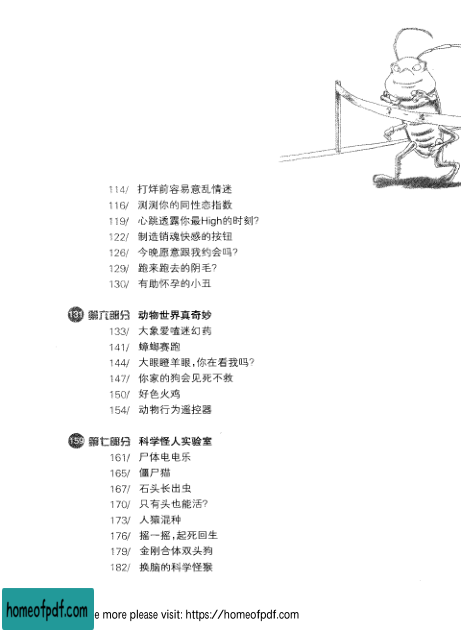 114/ 打烊前容易意乱情迷
116/ 测测你的同性恋指数
119/ 心跳透露你最High的时刻?
122/ 制造销魂快感的按钮
126/ 今晚愿意跟我约会吗?
129/ 跑来跑去的阴毛?
130/ 有助怀孕的小丑
131 第六部分 动物世界真奇妙
133/ 大象爱嗑迷幻药
141/ 蟑螂赛跑
144/ 大眼瞪羊眼,你在看我吗?
147/ 你家的狗会见死不救
150/ 好色火鸡
154/ 动物行为遥控器
159 第七部分 科学怪人实验室
161/ 尸体电电乐
165/ 僵尸猫
167/ 石头长出虫
170/ 只有头也能活?
173/ 人猿混种
176/ 摇一摇,起死回生
179/ 金刚合体双头狗
182/ 换脑的科学怪猴
homeofpdf.com e more please visit: https://homeofpdf.com